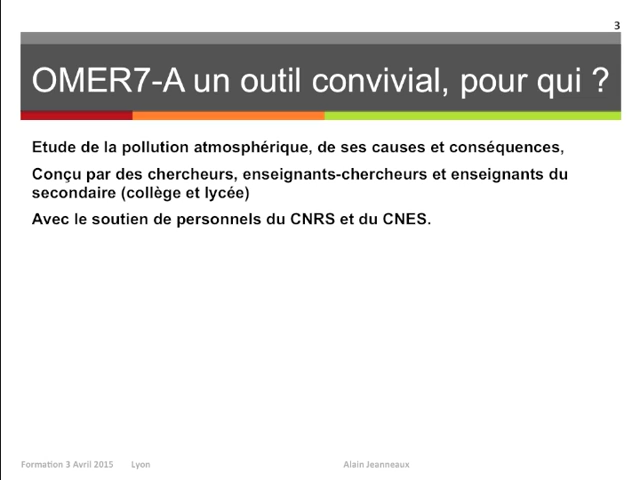 3
OMER7-A un outil convivial, pour qui ?
Etude de la pollution atmosphérique, de ses causes et conséquences,
Conçu par des chercheurs, enseignants-chercheurs et enseignants du
secondaire (collège et lycée)
Avec le soutien de personnels du CNRS et du CNES.
Formation 3 Avril 2015 Lyon Alain Jeanneaux